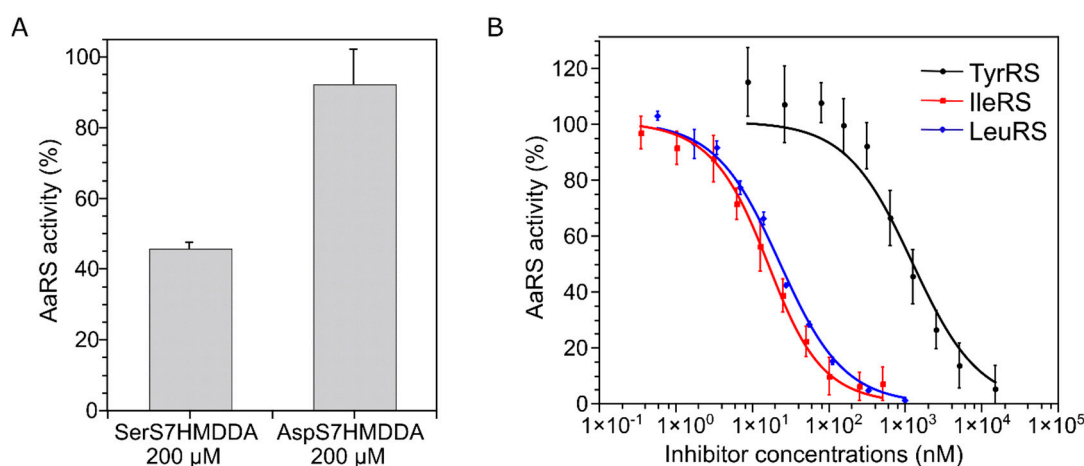 A
AaRS activity (%)
100
80
60
40
20
0
SerS7HMDDA
200 µM
AspS7HMDDA
200 µM
B
AaRS activity (%)
120
100
80
60
40
20
0
TyrRS
IleRS
LeuRS
1×10⁻¹ 1×10⁰ 1×10¹ 1×10² 1×10³ 1×10⁴ 1×10⁵
Inhibitor concentrations (nM)